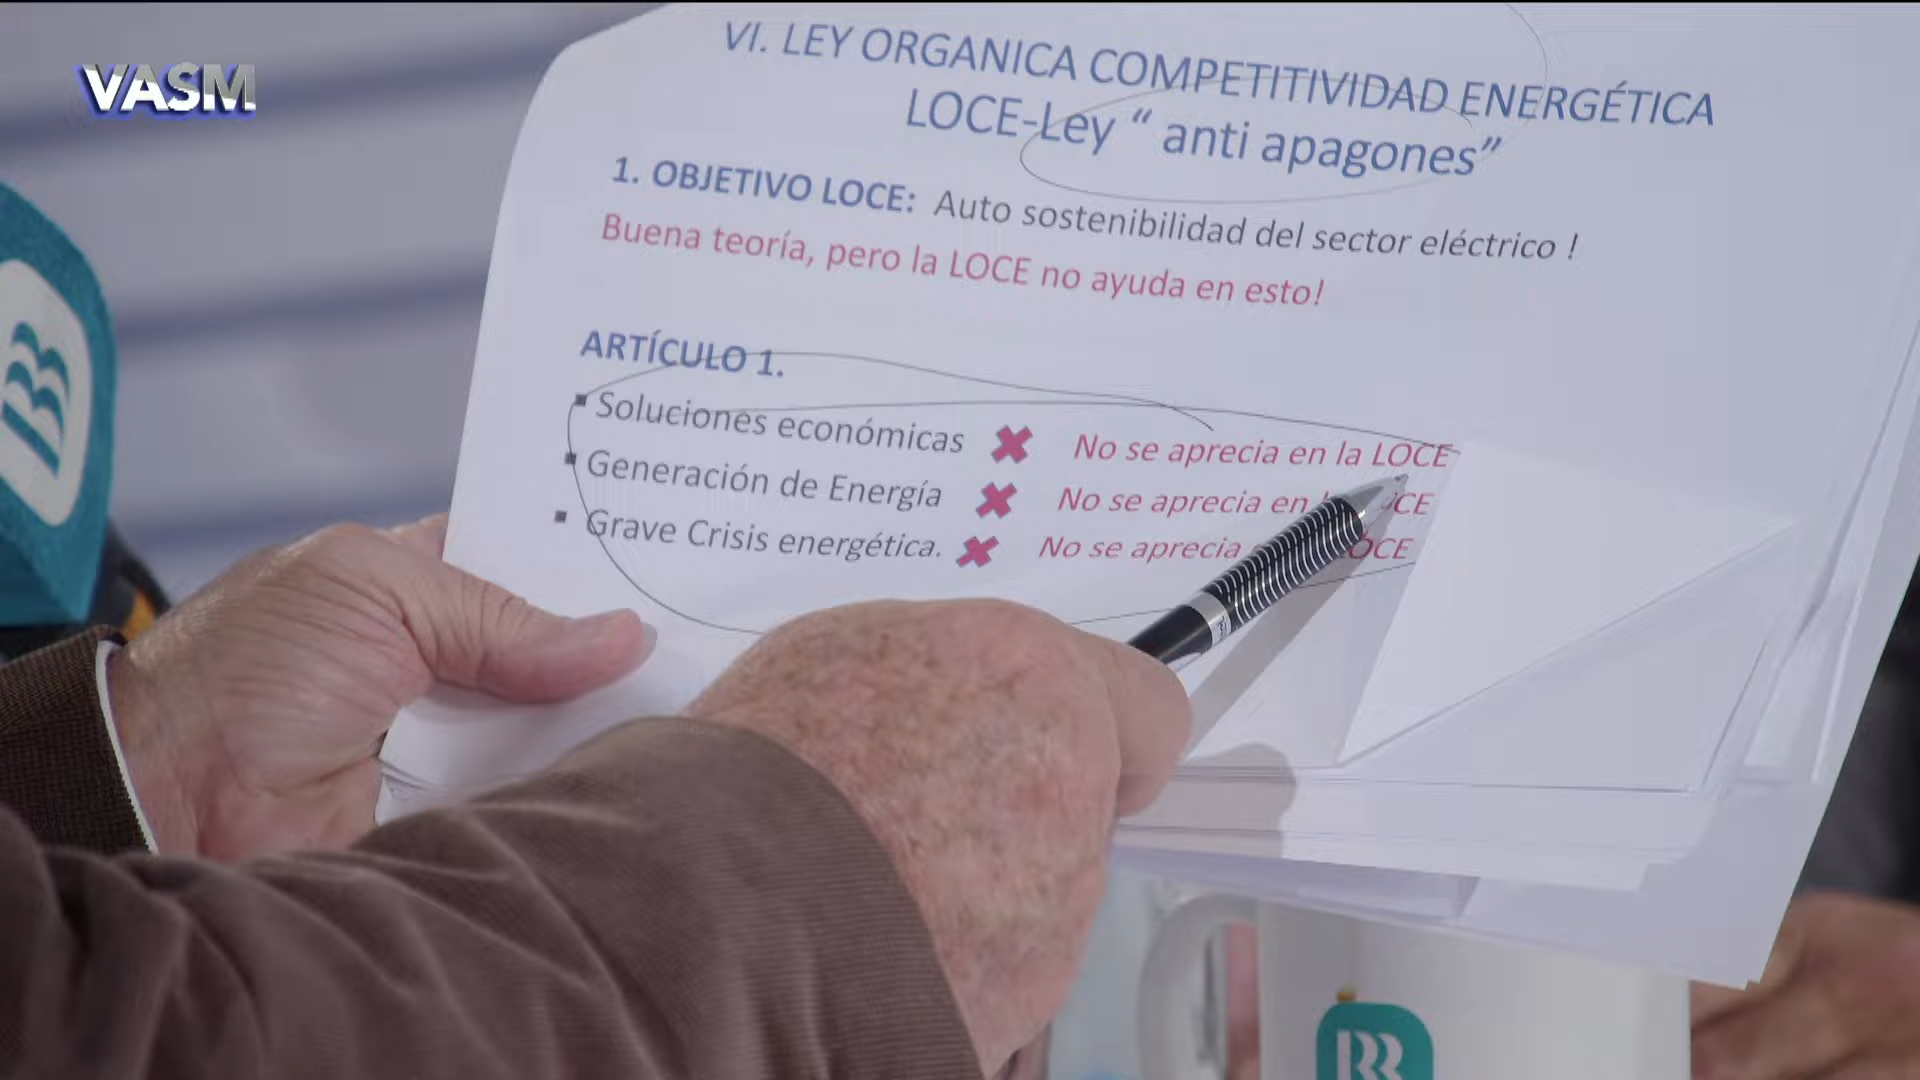 VASM
VI. LEY ORGANICA COMPETITIVIDAD ENERGÉTICA
LOCE-Ley “ anti apagones”
1. OBJETIVO LOCE: Auto sostenibilidad del sector eléctrico !
Buena teoría, pero la LOCE no ayuda en esto!
ARTÍCULO 1.
▪ Soluciones económicas ✖ No se aprecia en la LOCE
▪ Generación de Energía ✖ No se aprecia en
▪ Grave Crisis energética. ✖ No se aprecia